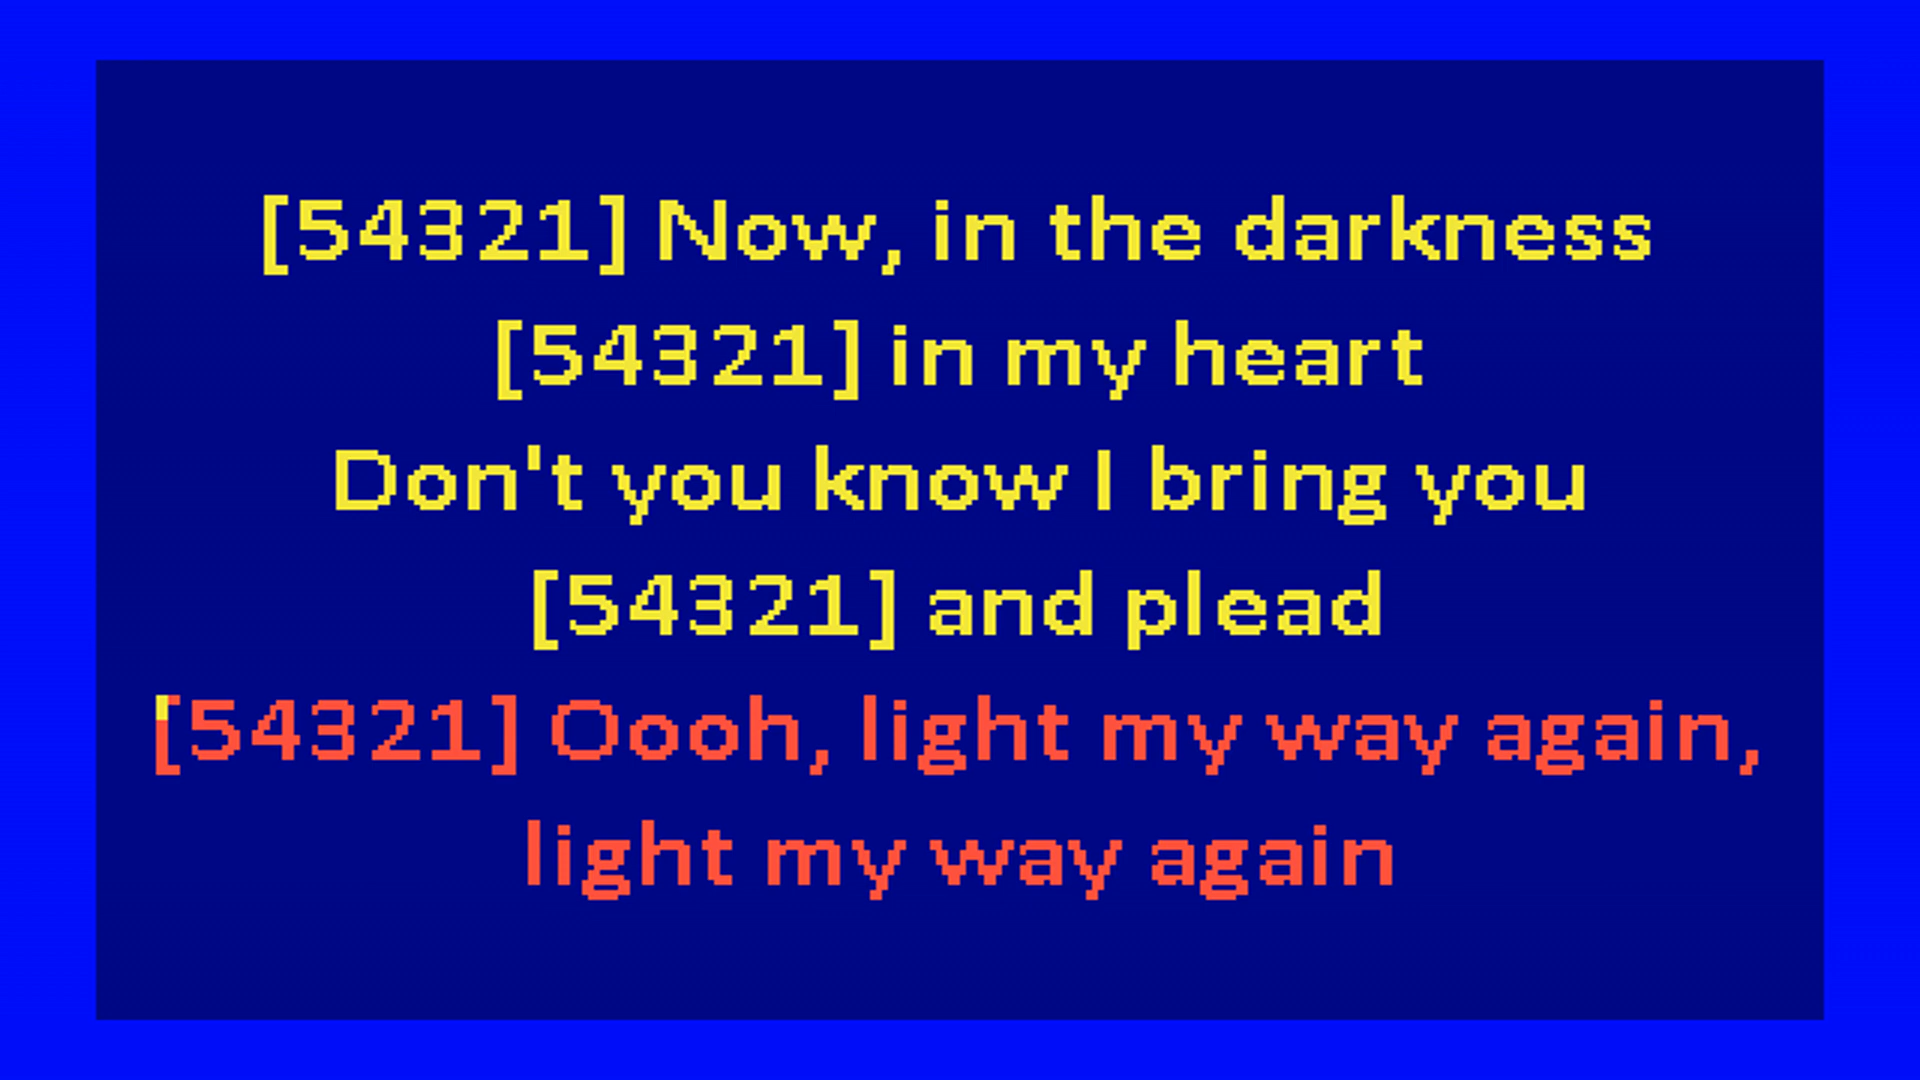 [54321] Now, in the darkness
[54321] in my heart
Don't you know I bring you
[54321] and plead
[54321] Oooh, light my way again,
light my way again